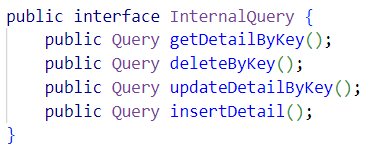 public interface InternalQuery {
    public Query getDetailByKey();
    public Query deleteByKey();
    public Query updateDetailByKey();
    public Query insertDetail();
}